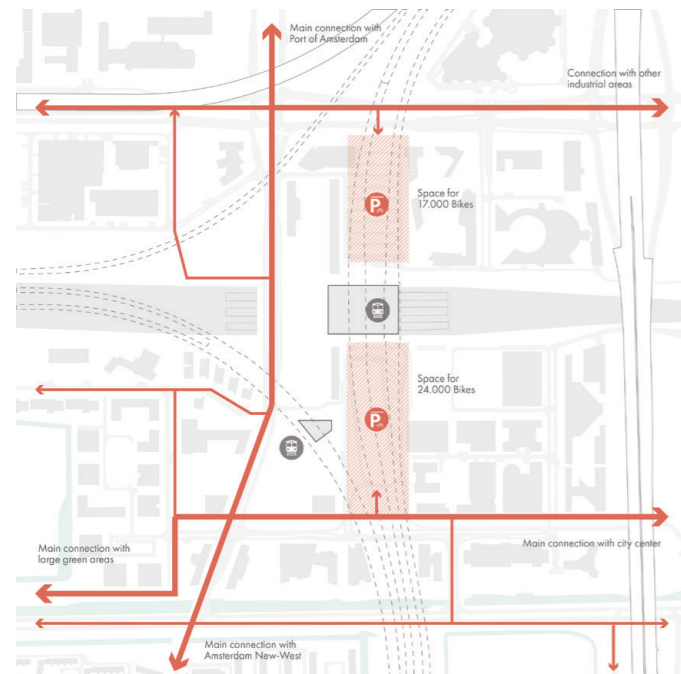 Main connection with
Port of Amsterdam
Connection with other
industrial areas
Space for
17.000 Bikes
P
Space for
24.000 Bikes
P
Main connection with
large green areas
Main connection with city center
Main connection with
Amsterdam New-West